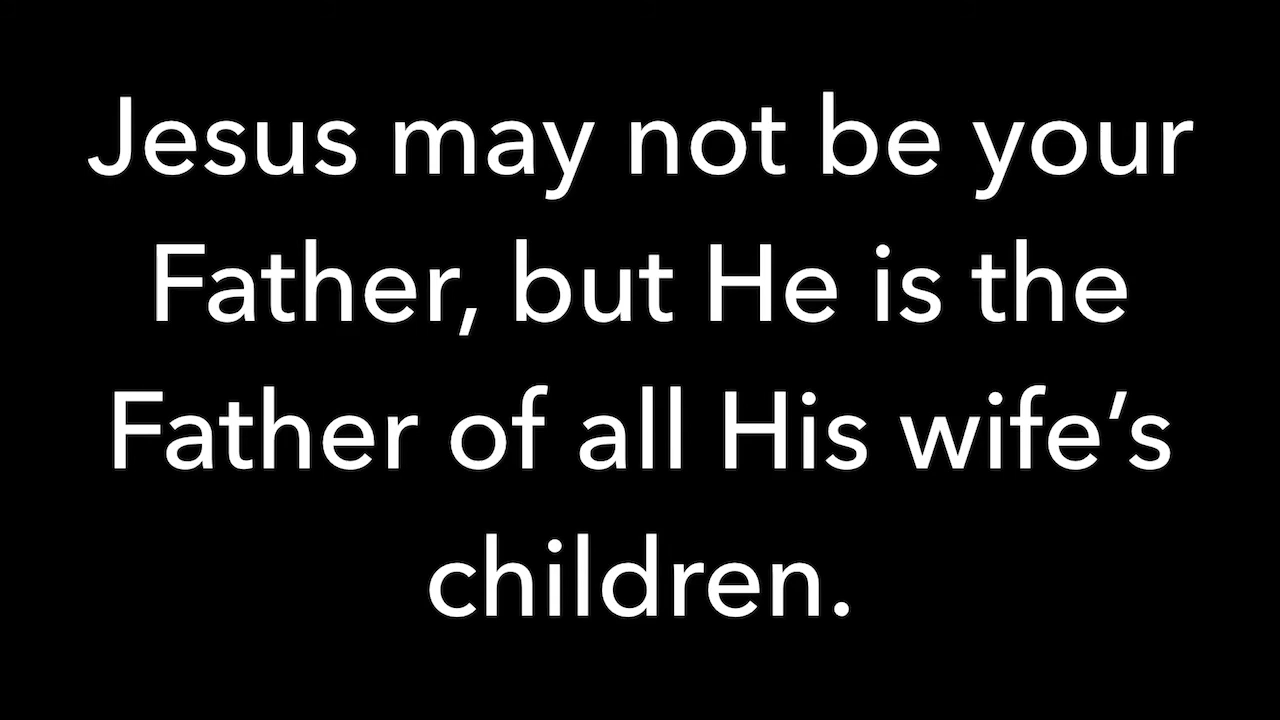 Jesus may not be your
Father, but He is the
Father of all His wife’s
children.